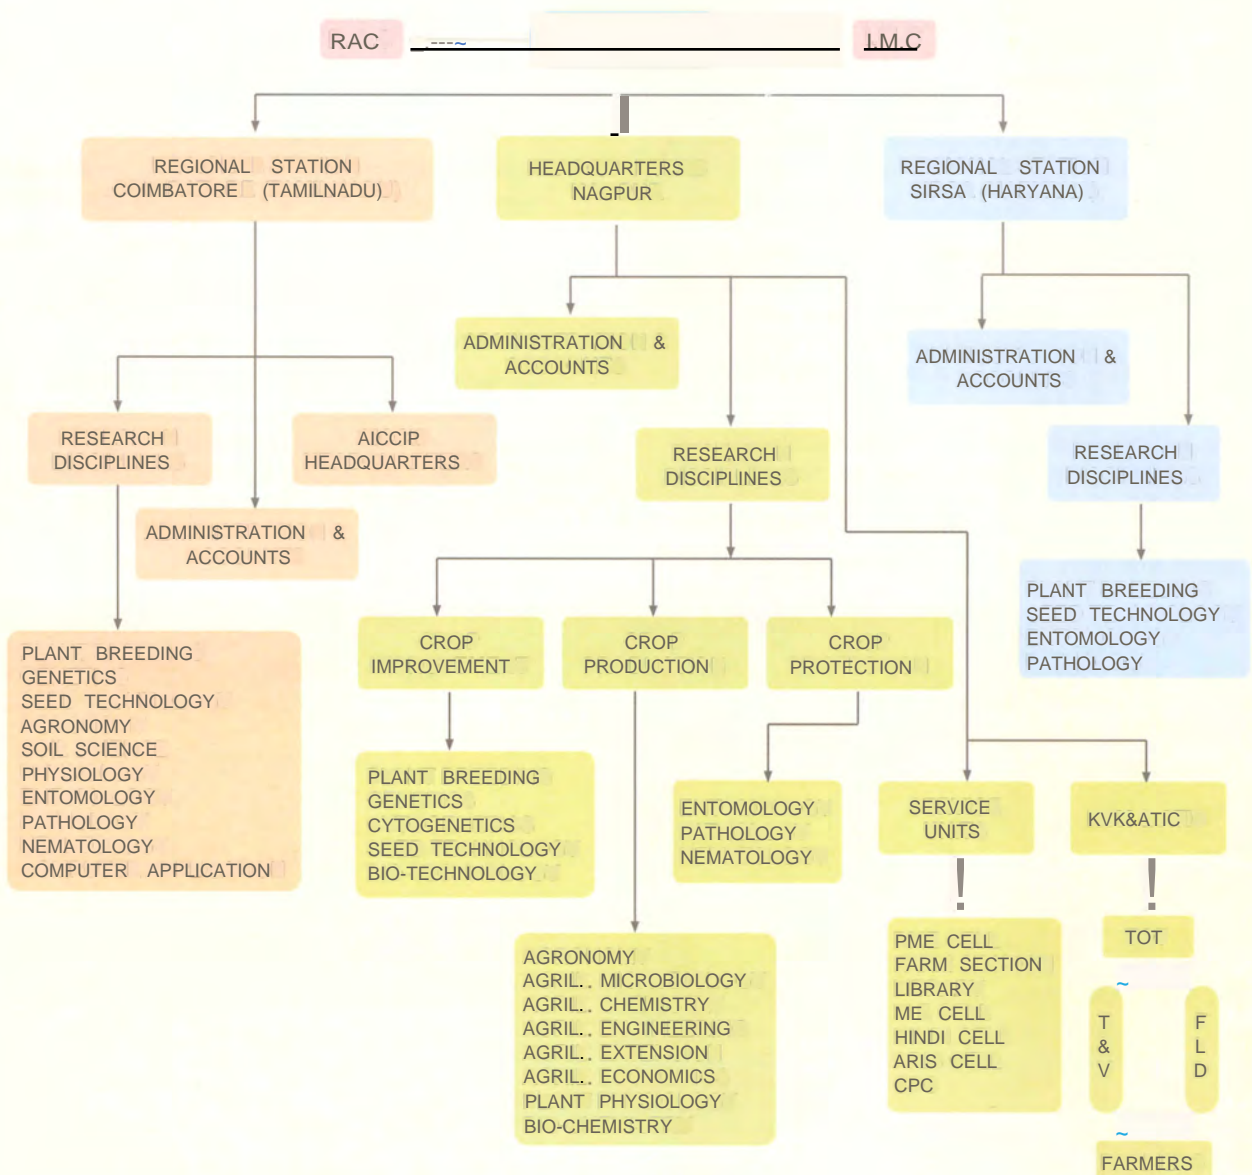 RAC
I.M.C
REGIONAL STATION
COIMBATORE (TAMILNADU)
HEADQUARTERS
NAGPUR
REGIONAL STATION
SIRSA (HARYANA)
ADMINISTRATION &
ACCOUNTS
ADMINISTRATION &
ACCOUNTS
RESEARCH
DISCIPLINES
AICCIP
HEADQUARTERS
RESEARCH
DISCIPLINES
RESEARCH
DISCIPLINES
ADMINISTRATION &
ACCOUNTS
PLANT BREEDING
SEED TECHNOLOGY
ENTOMOLOGY
PATHOLOGY
CROP
IMPROVEMENT
CROP
PRODUCTION
CROP
PROTECTION
PLANT BREEDING
GENETICS
SEED TECHNOLOGY
AGRONOMY
SOIL SCIENCE
PHYSIOLOGY
ENTOMOLOGY
PATHOLOGY
NEMATOLOGY
COMPUTER APPLICATION
PLANT BREEDING
GENETICS
CYTOGENETICS
SEED TECHNOLOGY
BIO-TECHNOLOGY
ENTOMOLOGY
PATHOLOGY
NEMATOLOGY
SERVICE
UNITS
KVK&ATIC
AGRONOMY
AGRIL. MICROBIOLOGY
AGRIL. CHEMISTRY
AGRIL. ENGINEERING
AGRIL. EXTENSION
AGRIL. ECONOMICS
PLANT PHYSIOLOGY
BIO-CHEMISTRY
PME CELL
FARM SECTION
LIBRARY
ME CELL
HINDI CELL
ARIS CELL
CPC
TOT
T
&
V
F
L
D
FARMERS